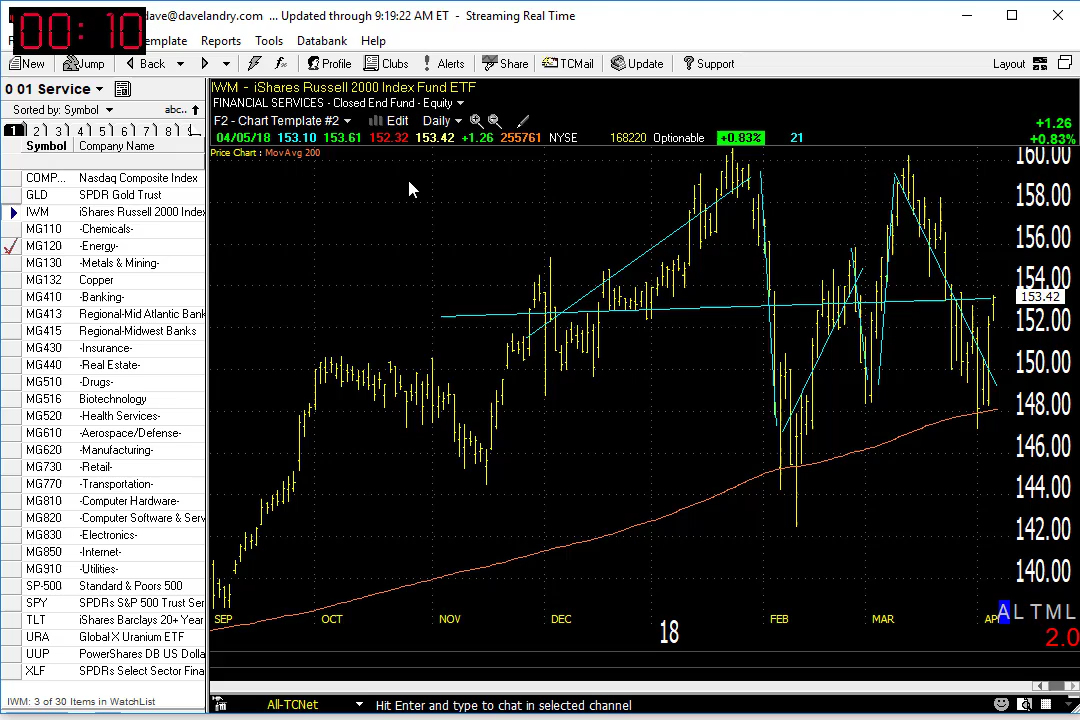 00:10
dave@davelandry.com ... Updated through 9:19:22 AM ET - Streaming Real Time
Template Reports Tools Databank Help
New Jump Back Profile Clubs Alerts Share TCMail Update Support Layout
0 01 Service
Sorted by: Symbol abc..
1 2 3 4 5 6 7 8
Symbol Company Name
COMP... Nasdaq Composite Index
GLD SPDR Gold Trust
IWM iShares Russell 2000 Index
MG110 -Chemicals-
MG120 -Energy-
MG130 -Metals & Mining-
MG132 Copper
MG410 -Banking-
MG413 Regional-Mid Atlantic Bank
MG415 Regional-Midwest Banks
MG430 -Insurance-
MG440 -Real Estate-
MG510 -Drugs-
MG516 Biotechnology
MG520 -Health Services-
MG610 -Aerospace/Defense-
MG620 -Manufacturing-
MG730 -Retail-
MG770 -Transportation-
MG810 -Computer Hardware-
MG820 -Computer Software & Serv
MG830 -Electronics-
MG850 -Internet-
MG910 -Utilities-
SP-500 Standard & Poors 500
SPY SPDRs S&P 500 Trust Ser
TLT iShares Barclays 20+ Year
URA Global X Uranium ETF
UUP PowerShares DB US Dolla
XLF SPDRs Select Sector Fina
IWM: 3 of 30 Items in WatchList
IWM - iShares Russell 2000 Index Fund ETF
FINANCIAL SERVICES - Closed End Fund - Equity
F2 - Chart Template #2 Edit Daily
04/05/18 153.10 153.61 152.32 153.42 +1.26 255761 NYSE 168220 Optionable +0.83% 21
+1.26
+0.83%
Price Chart : MovAvg 200
160.00
158.00
156.00
154.00
153.42
152.00
150.00
148.00
146.00
144.00
142.00
140.00
SEP OCT NOV DEC 18 FEB MAR AP
A L T M L
2.0
All-TCNet Hit Enter and type to chat in selected channel